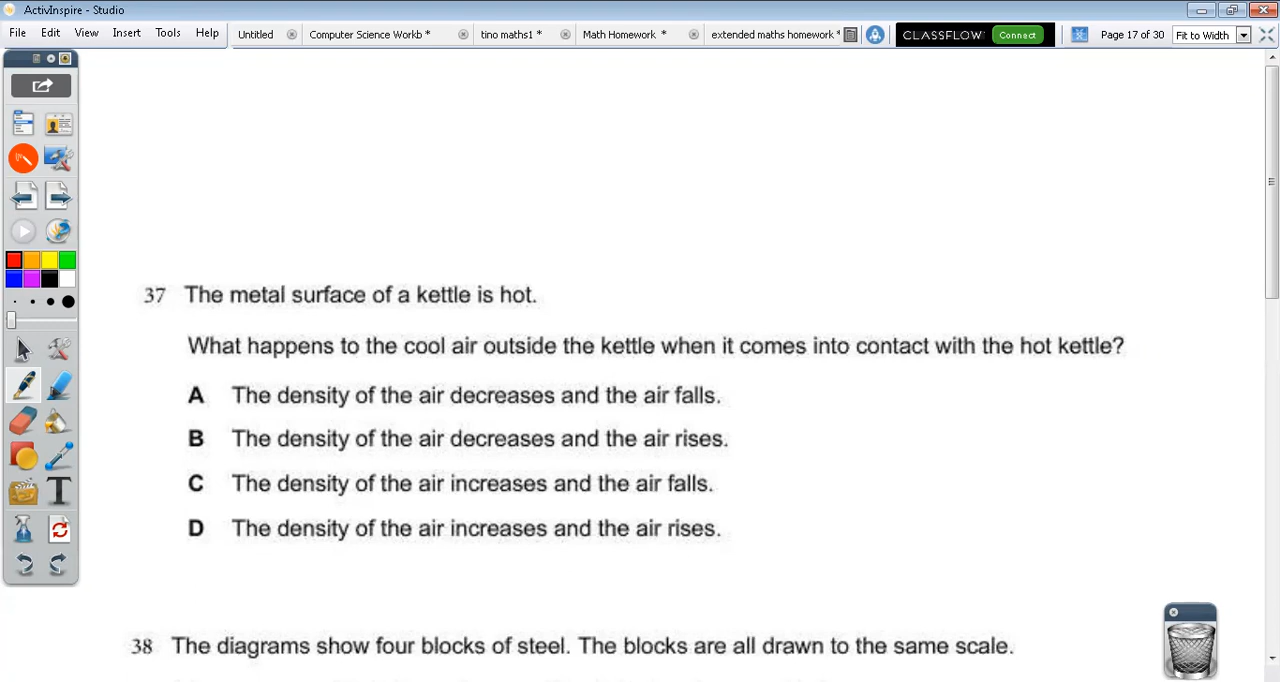 ActivInspire - Studio
File Edit View Insert Tools Help Untitled Computer Science Workb * tino maths1 * Math Homework * extended maths homework * CLASSFLOW Connect Page 17 of 30 Fit to Width
37 The metal surface of a kettle is hot.
What happens to the cool air outside the kettle when it comes into contact with the hot kettle?
A The density of the air decreases and the air falls.
B The density of the air decreases and the air rises.
C The density of the air increases and the air falls.
D The density of the air increases and the air rises.
38 The diagrams show four blocks of steel. The blocks are all drawn to the same scale.